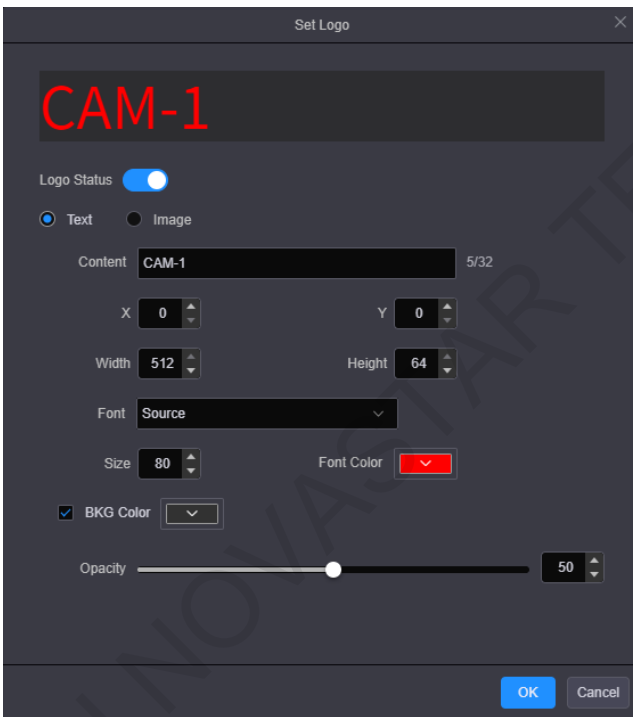 Set Logo
CAM-1
Logo Status
Text Image
Content CAM-1 5/32
X 0 Y 0
Width 512 Height 64
Font Source
Size 80 Font Color
BKG Color
Opacity 50
OK Cancel
NOVASTAR